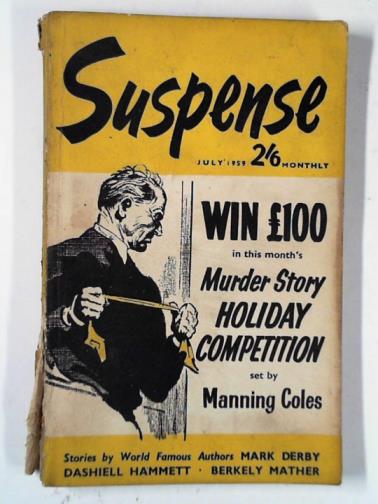 Suspense
JULY 1959 2/6 MONTHLY
WIN £100
in this month's
Murder Story
HOLIDAY
COMPETITION
set by
Manning Coles
Stories by World Famous Authors MARK DERBY
DASHIELL HAMMETT · BERKELY MATHER